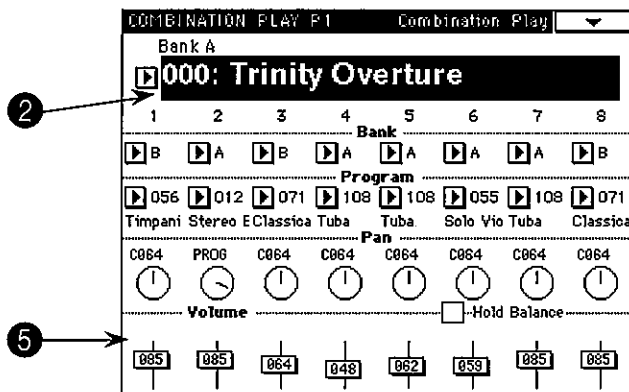 COMBINATION PLAY P1 Combination Play
Bank A
000: Trinity Overture
2
1 2 3 4 5 6 7 8
Bank
B A B A A A A B
Program
056 012 071 108 108 055 108 071
Timpani Stereo E Classica Tuba Tuba Solo Vio Tuba Classica
Pan
C064 PROG C064 C064 C064 C064 C064 C064
Volume Hold Balance
5
085 085 064 048 062 059 085 085